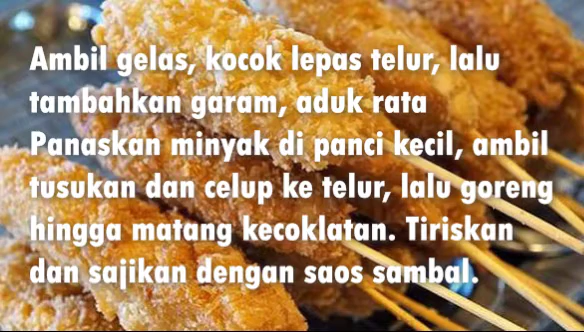 Ambil gelas, kocok lepas telur, lalu
tambahkan garam, aduk rata
Panaskan minyak di panci kecil, ambil
tusukan dan celup ke telur, lalu goreng
hingga matang kecoklatan. Tiriskan
dan sajikan dengan saos sambal.